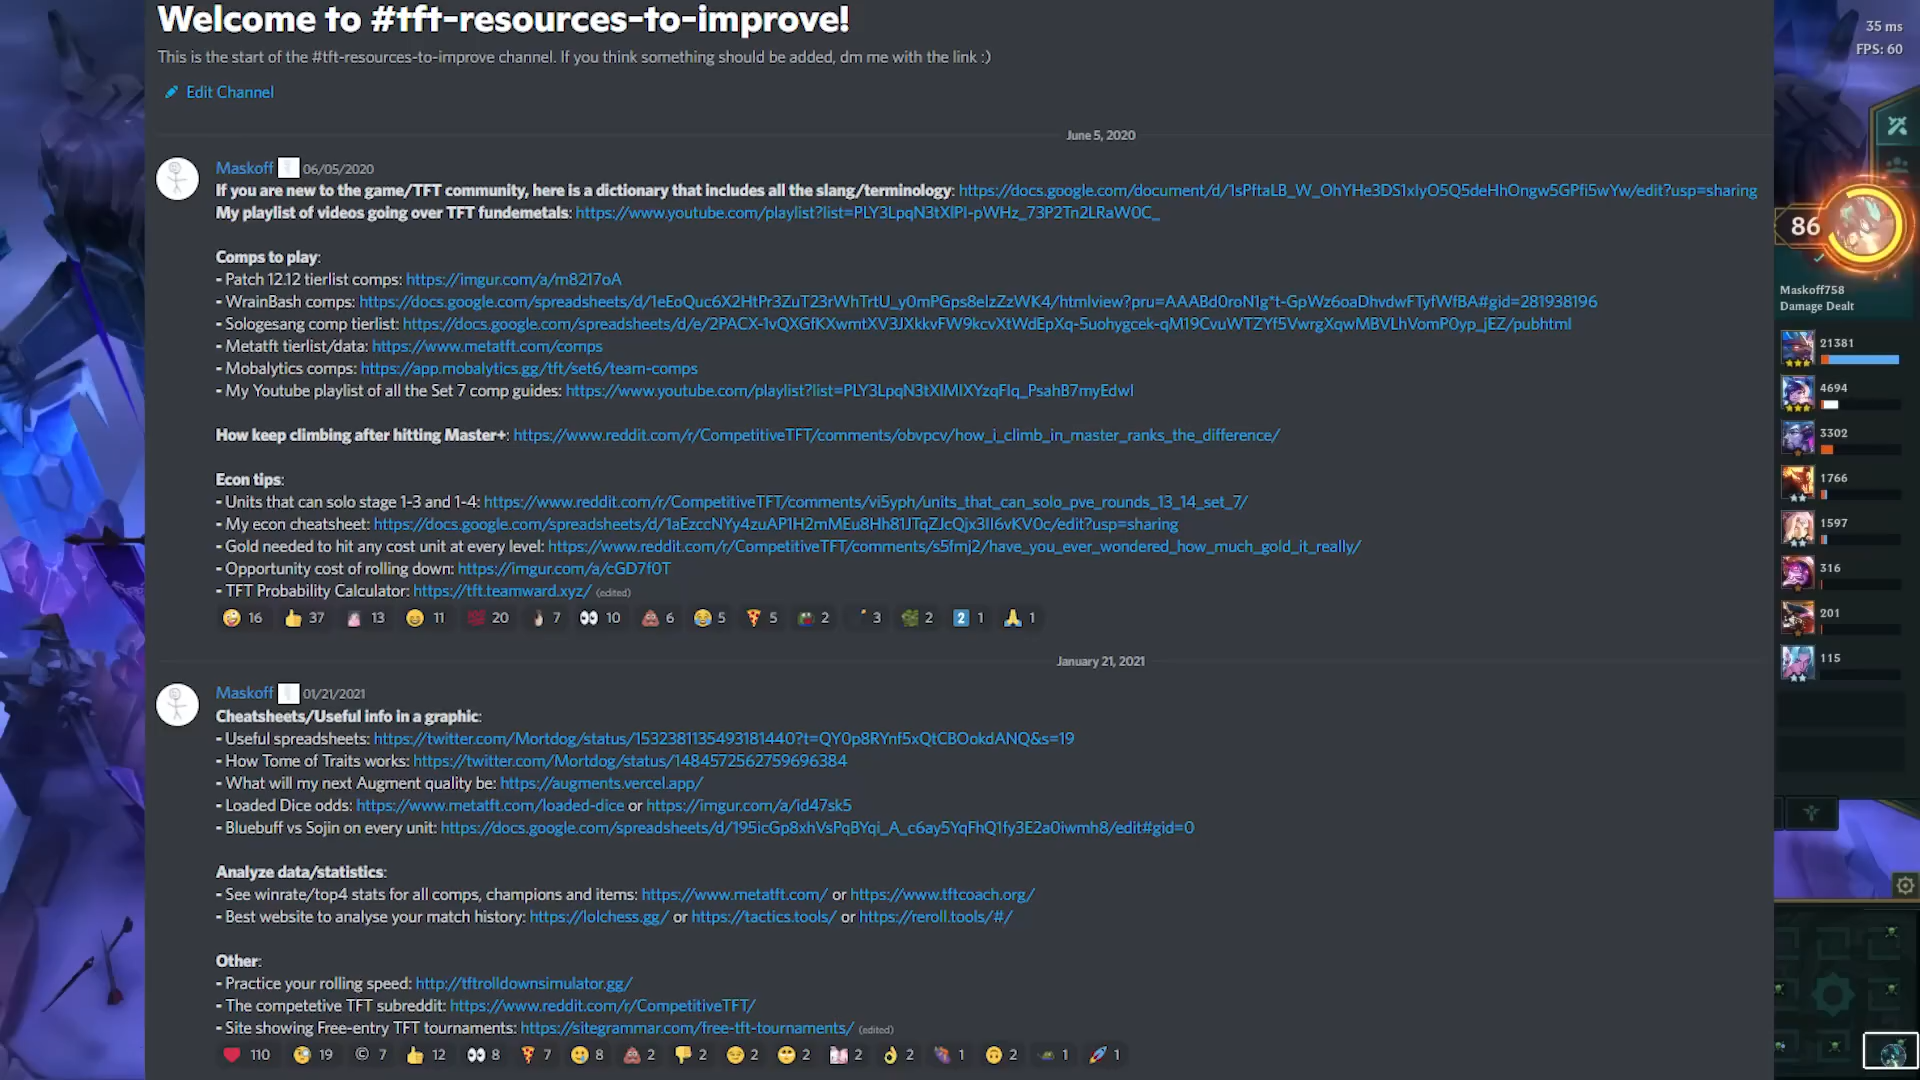 Welcome to #tft-resources-to-improve!
This is the start of the #tft-resources-to-improve channel. If you think something should be added, dm me with the link :)
Edit Channel
June 5, 2020
Maskoff 06/05/2020
If you are new to the game/TFT community, here is a dictionary that includes all the slang/terminology: https://docs.google.com/document/d/1sPftaLB_W_OhYHe3DS1xIyO5Q5deHhOngw5GPfi5wYw/edit?usp=sharing
My playlist of videos going over TFT fundemetals: https://www.youtube.com/playlist?list=PLY3LpqN3tXlPl-pWHz_73P2Tn2LRaW0C_
Comps to play:
- Patch 12.12 tierlist comps: https://imgur.com/a/m8217oA
- WrainBash comps: https://docs.google.com/spreadsheets/d/1eEoQuc6X2HtPr3ZuT23rWhTrtU_y0mPGps8elzZzWK4/htmlview?pru=AAABd0roN1g*t-GpWz6oaDhvdwFTyfWfBA#gid=281938196
- Sologesang comp tierlist: https://docs.google.com/spreadsheets/d/e/2PACX-1vQXGfKXwmtXV3JXkkvFW9kcvXtWdEpXq-5uohygcek-qM19CvuWTZYf5VwrgXqwMBVLhVomP0yp_jEZ/pubhtml
- Metatft tierlist/data: https://www.metatft.com/comps
- Mobalytics comps: https://app.mobalytics.gg/tft/set6/team-comps
- My Youtube playlist of all the Set 7 comp guides: https://www.youtube.com/playlist?list=PLY3LpqN3tXlMlXYzqFIq_PsahB7myEdwl
How keep climbing after hitting Master+: https://www.reddit.com/r/CompetitiveTFT/comments/obvpcv/how_i_climb_in_master_ranks_the_difference/
Econ tips:
- Units that can solo stage 1-3 and 1-4: https://www.reddit.com/r/CompetitiveTFT/comments/vi5yph/units_that_can_solo_pve_rounds_13_14_set_7/
- My econ cheatsheet: https://docs.google.com/spreadsheets/d/1aEzccNYy4zuAP1H2mMEu8Hh81JTqZJcQjx3II6vKV0c/edit?usp=sharing
- Gold needed to hit any cost unit at every level: https://www.reddit.com/r/CompetitiveTFT/comments/s5fmj2/have_you_ever_wondered_how_much_gold_it_really/
- Opportunity cost of rolling down: https://imgur.com/a/cGD7f0T
- TFT Probability Calculator: https://tft.teamward.xyz/ (edited)
16 37 13 11 20 7 10 6 5 5 2 3 2 2 1 1
January 21, 2021
Maskoff 01/21/2021
Cheatsheets/Useful info in a graphic:
- Useful spreadsheets: https://twitter.com/Mortdog/status/1532381135493181440?t=QY0p8RYnf5xQtCBOokdANQ&s=19
- How Tome of Traits works: https://twitter.com/Mortdog/status/1484572562759696384
- What will my next Augment quality be: https://augments.vercel.app/
- Loaded Dice odds: https://www.metatft.com/loaded-dice or https://imgur.com/a/id47sk5
- Bluebuff vs Sojin on every unit: https://docs.google.com/spreadsheets/d/195icGp8xhVsPqBYqi_A_c6ay5YqFhQ1fy3E2a0iwmh8/edit#gid=0
Analyze data/statistics:
- See winrate/top4 stats for all comps, champions and items: https://www.metatft.com/ or https://www.tftcoach.org/
- Best website to analyse your match history: https://lolchess.gg/ or https://tactics.tools/ or https://reroll.tools/#/
Other:
- Practice your rolling speed: http://tftrolldownsimulator.gg/
- The competetive TFT subreddit: https://www.reddit.com/r/CompetitiveTFT/
- Site showing Free-entry TFT tournaments: https://sitegrammar.com/free-tft-tournaments/ (edited)
110 19 7 12 8 7 8 2 2 2 2 2 2 1 2 1 1
35 ms
FPS: 60
86
Maskoff758
Damage Dealt
21381
4694
3302
1766
1597
316
201
115